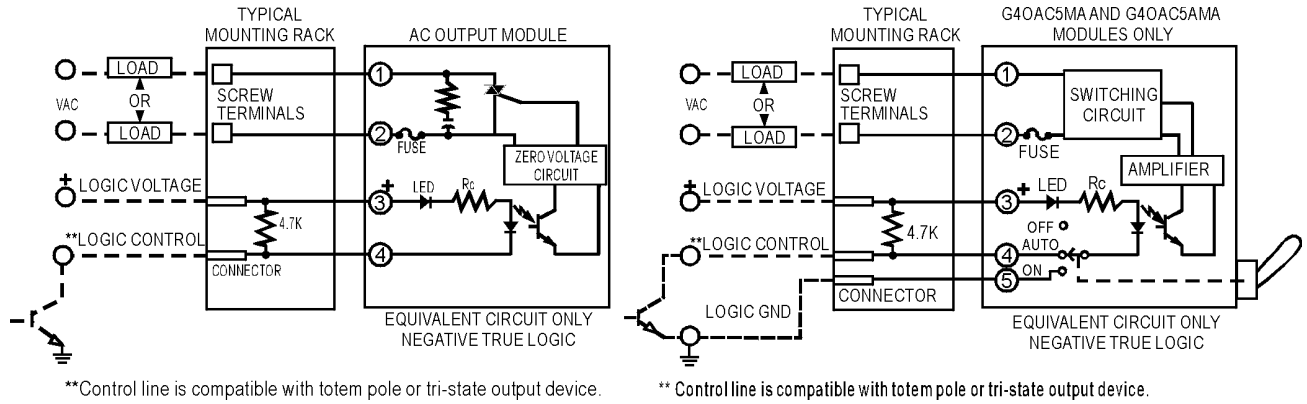 TYPICAL
MOUNTING RACK
AC OUTPUT MODULE
LOAD
VAC
OR
LOAD
SCREW
TERMINALS
1
2
FUSE
ZERO VOLTAGE
CIRCUIT
+
LOGIC VOLTAGE
3
+
LED
Rc
4.7K
**LOGIC CONTROL
4
CONNECTOR
EQUIVALENT CIRCUIT ONLY
NEGATIVE TRUE LOGIC
**Control line is compatible with totem pole or tri-state output device.
TYPICAL
MOUNTING RACK
G4OAC5MA AND G4OAC5AMA
MODULES ONLY
LOAD
VAC
OR
LOAD
SCREW
TERMINALS
1
2
FUSE
SWITCHING
CIRCUIT
AMPLIFIER
+
LOGIC VOLTAGE
3
+
LED
Rc
4.7K
OFF
**LOGIC CONTROL
4
AUTO
5
ON
CONNECTOR
LOGIC GND
EQUIVALENT CIRCUIT ONLY
NEGATIVE TRUE LOGIC
** Control line is compatible with totem pole or tri-state output device.